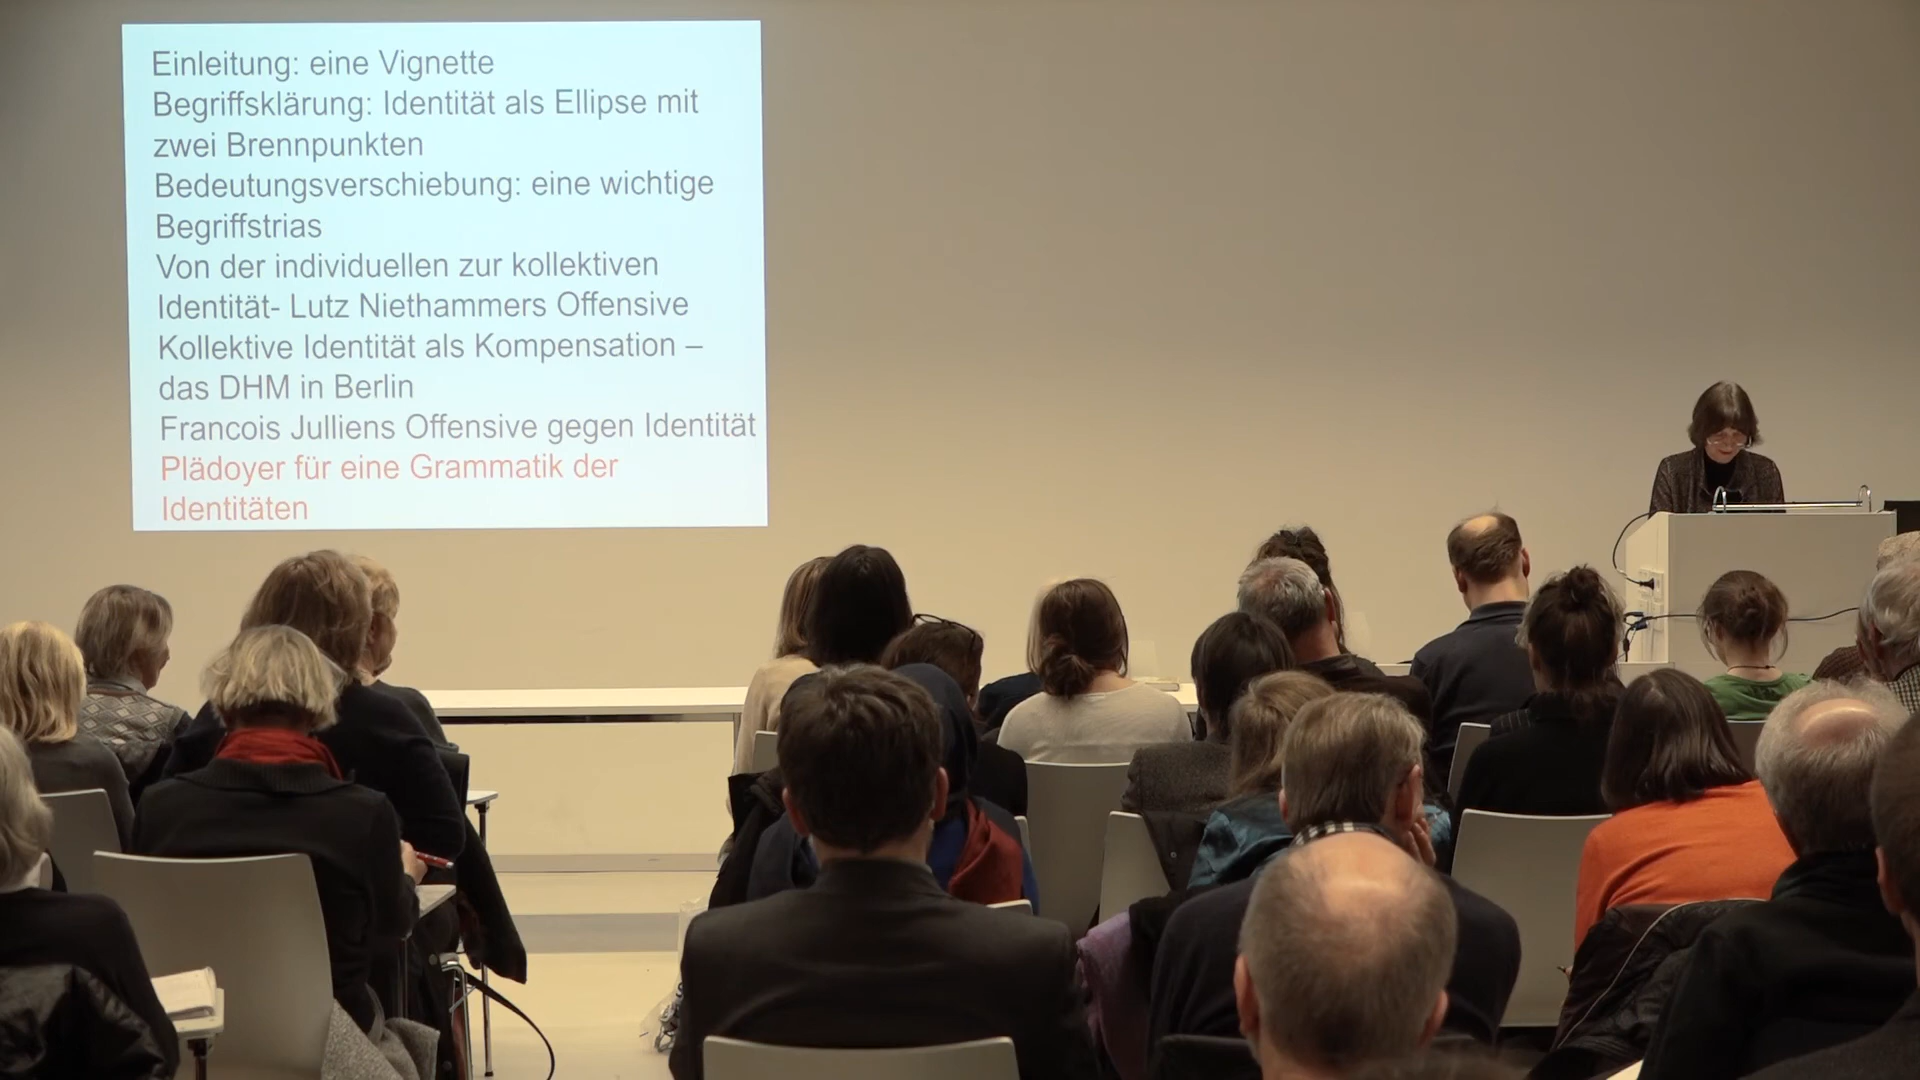 Einleitung: eine Vignette
Begriffsklärung: Identität als Ellipse mit
zwei Brennpunkten
Bedeutungsverschiebung: eine wichtige
Begriffstrias
Von der individuellen zur kollektiven
Identität- Lutz Niethammers Offensive
Kollektive Identität als Kompensation –
das DHM in Berlin
Francois Julliens Offensive gegen Identität
Plädoyer für eine Grammatik der
Identitäten